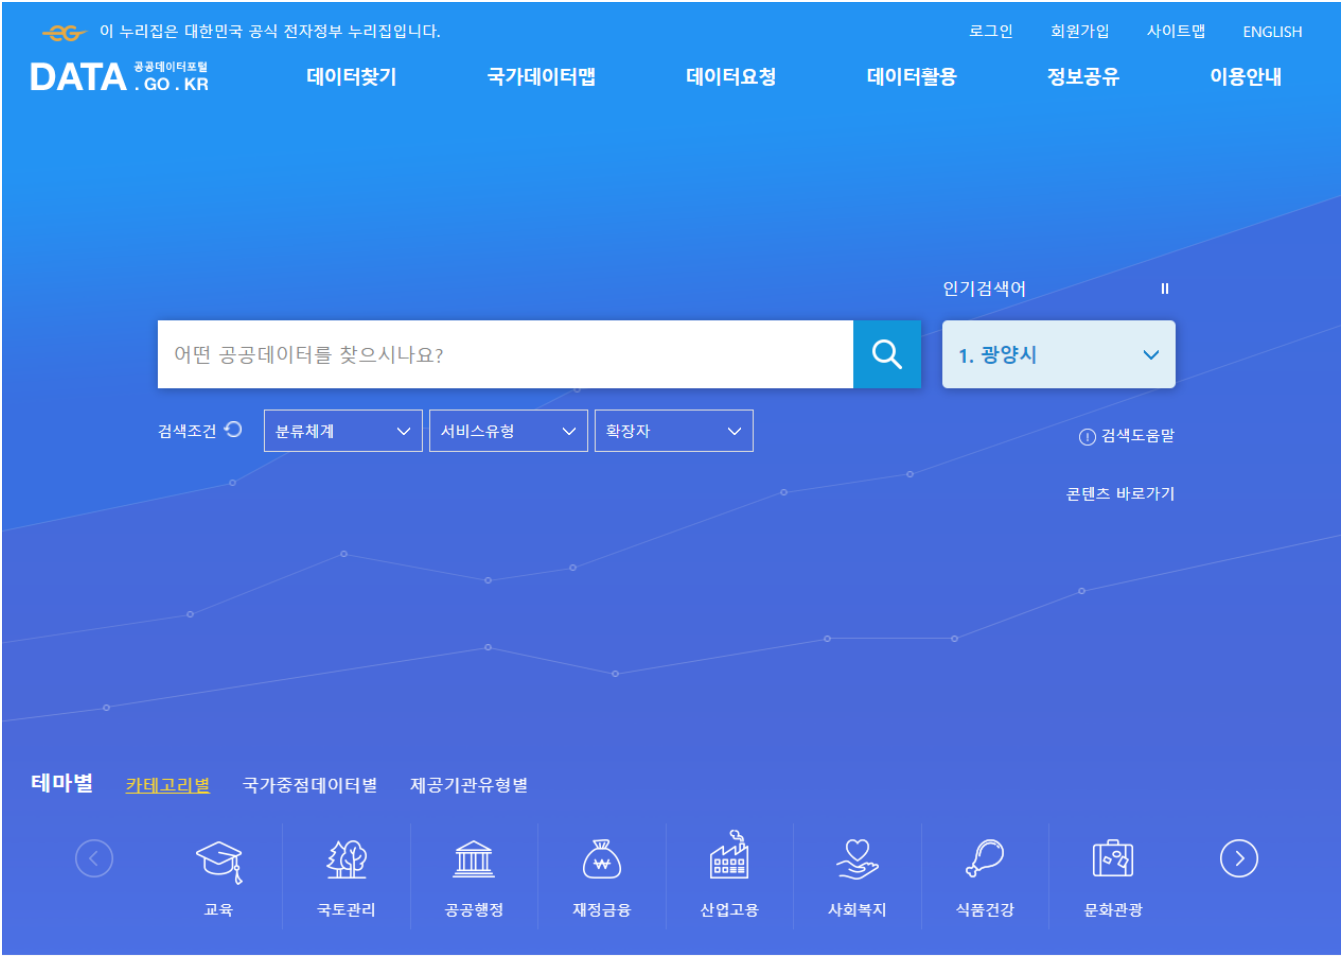 이 누리집은 대한민국 공식 전자정부 누리집입니다.
로그인 회원가입 사이트맵 ENGLISH
DATA 공공데이터포털 . GO . KR
데이터찾기 국가데이터맵 데이터요청 데이터활용 정보공유 이용안내
인기검색어
어떤 공공데이터를 찾으시나요?
1. 광양시
검색조건 분류체계 서비스유형 확장자
검색도움말
콘텐츠 바로가기
테마별 카테고리별 국가중점데이터별 제공기관유형별
교육 국토관리 공공행정 재정금융 산업고용 사회복지 식품건강 문화관광